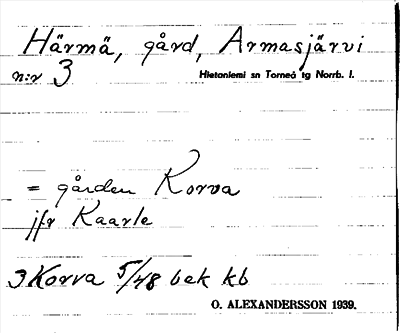 Härmä, gård, Armasjärvi
n:r 3 Hietaniemi sn Torneå tg Norrb. l.
= gården Korva
jfr Kaarle
3 Korva 5/48 bek kb
O. ALEXANDERSSON 1939.